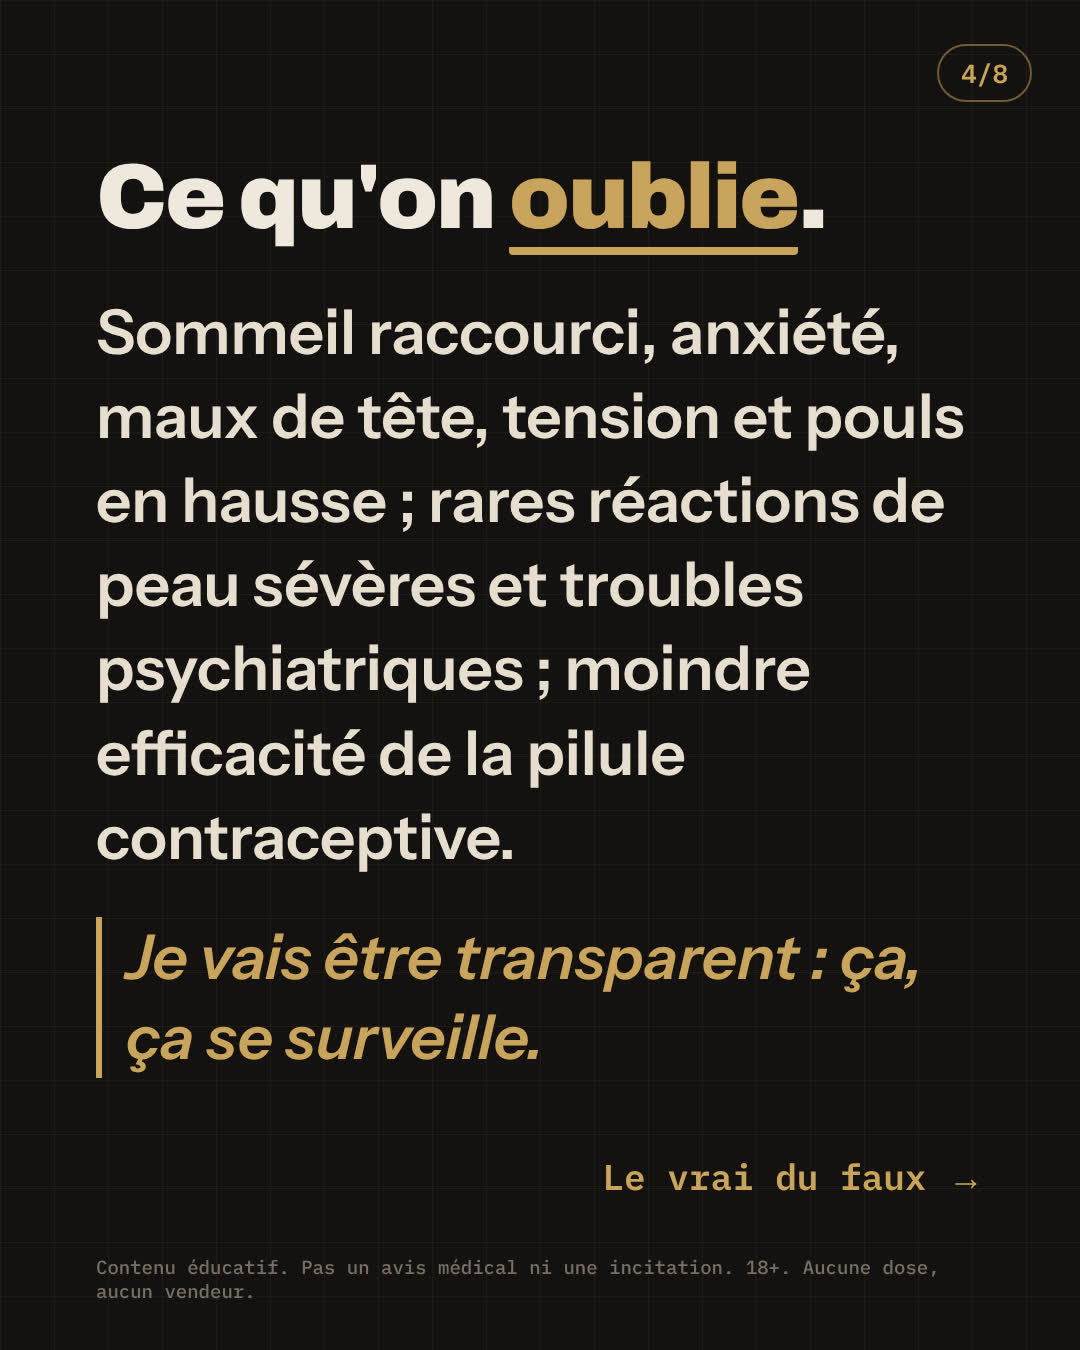 4/8
Ce qu'on oublie.
Sommeil raccourci, anxiété,
maux de tête, tension et pouls
en hausse ; rares réactions de
peau sévères et troubles
psychiatriques ; moindre
efficacité de la pilule
contraceptive.
Je vais être transparent : ça,
ça se surveille.
Le vrai du faux →
Contenu éducatif. Pas un avis médical ni une incitation. 18+. Aucune dose,
aucun vendeur.